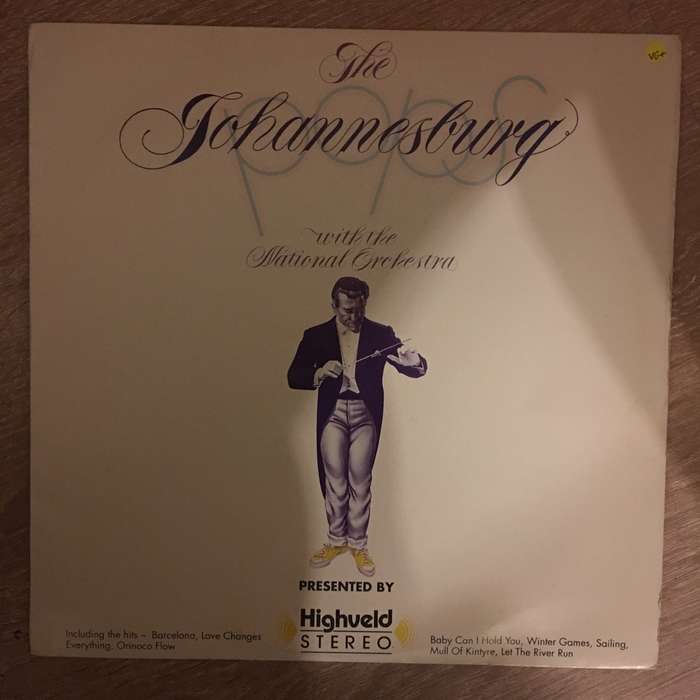 The
VG+
pops
Johannesburg
with the
National Orchestra
PRESENTED BY
Highveld
STEREO
Including the hits – Barcelona, Love Changes
Everything, Orinoco Flow
Baby Can I Hold You, Winter Games, Sailing,
Mull Of Kintyre, Let The River Run